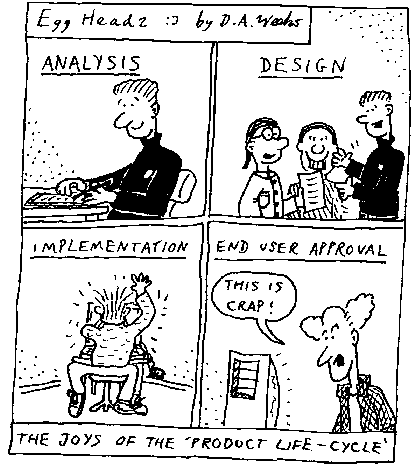 Egg Heads :) by D.A. Weeks
ANALYSIS
DESIGN
IMPLEMENTATION
END USER APPROVAL
THIS IS
CRAP!
THE JOYS OF THE 'PRODUCT LIFE-CYCLE'